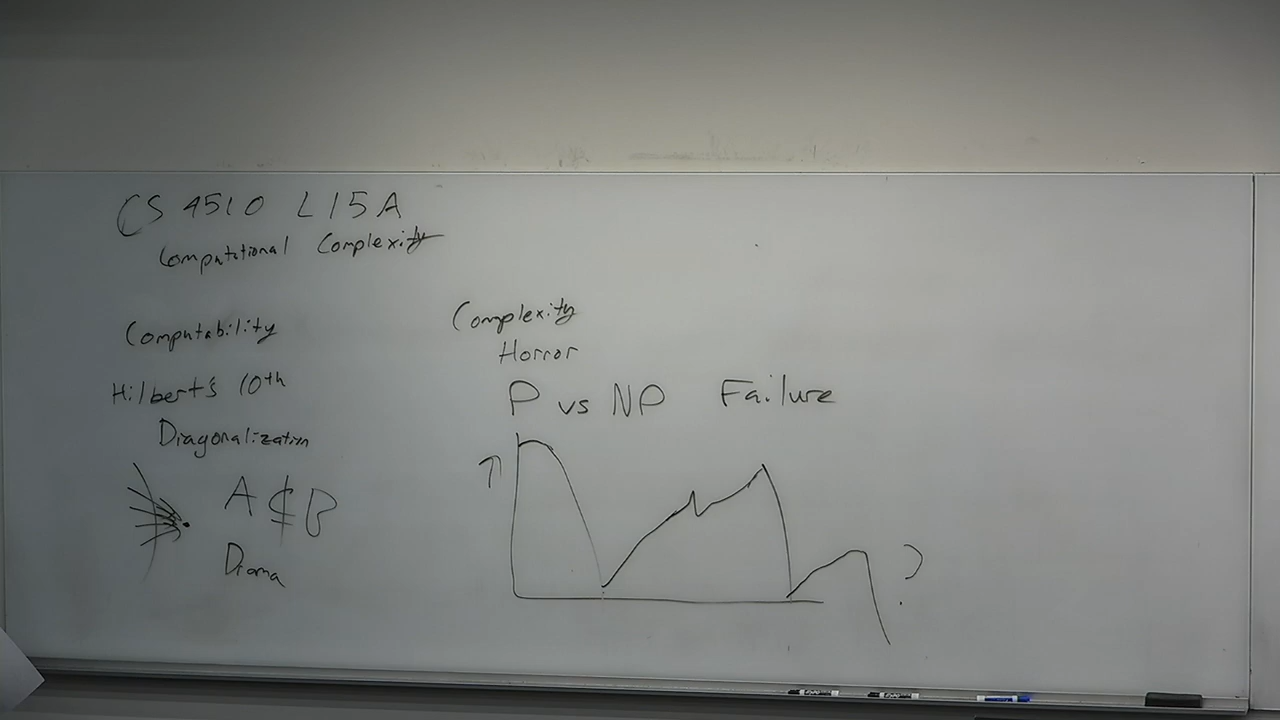 CS 4510 L15A
Computational Complexity
Computability
Hilbert's 10th
Diagonalization
A ⊄ B
Drama
Complexity
Horror
P vs NP Failure
↑
?